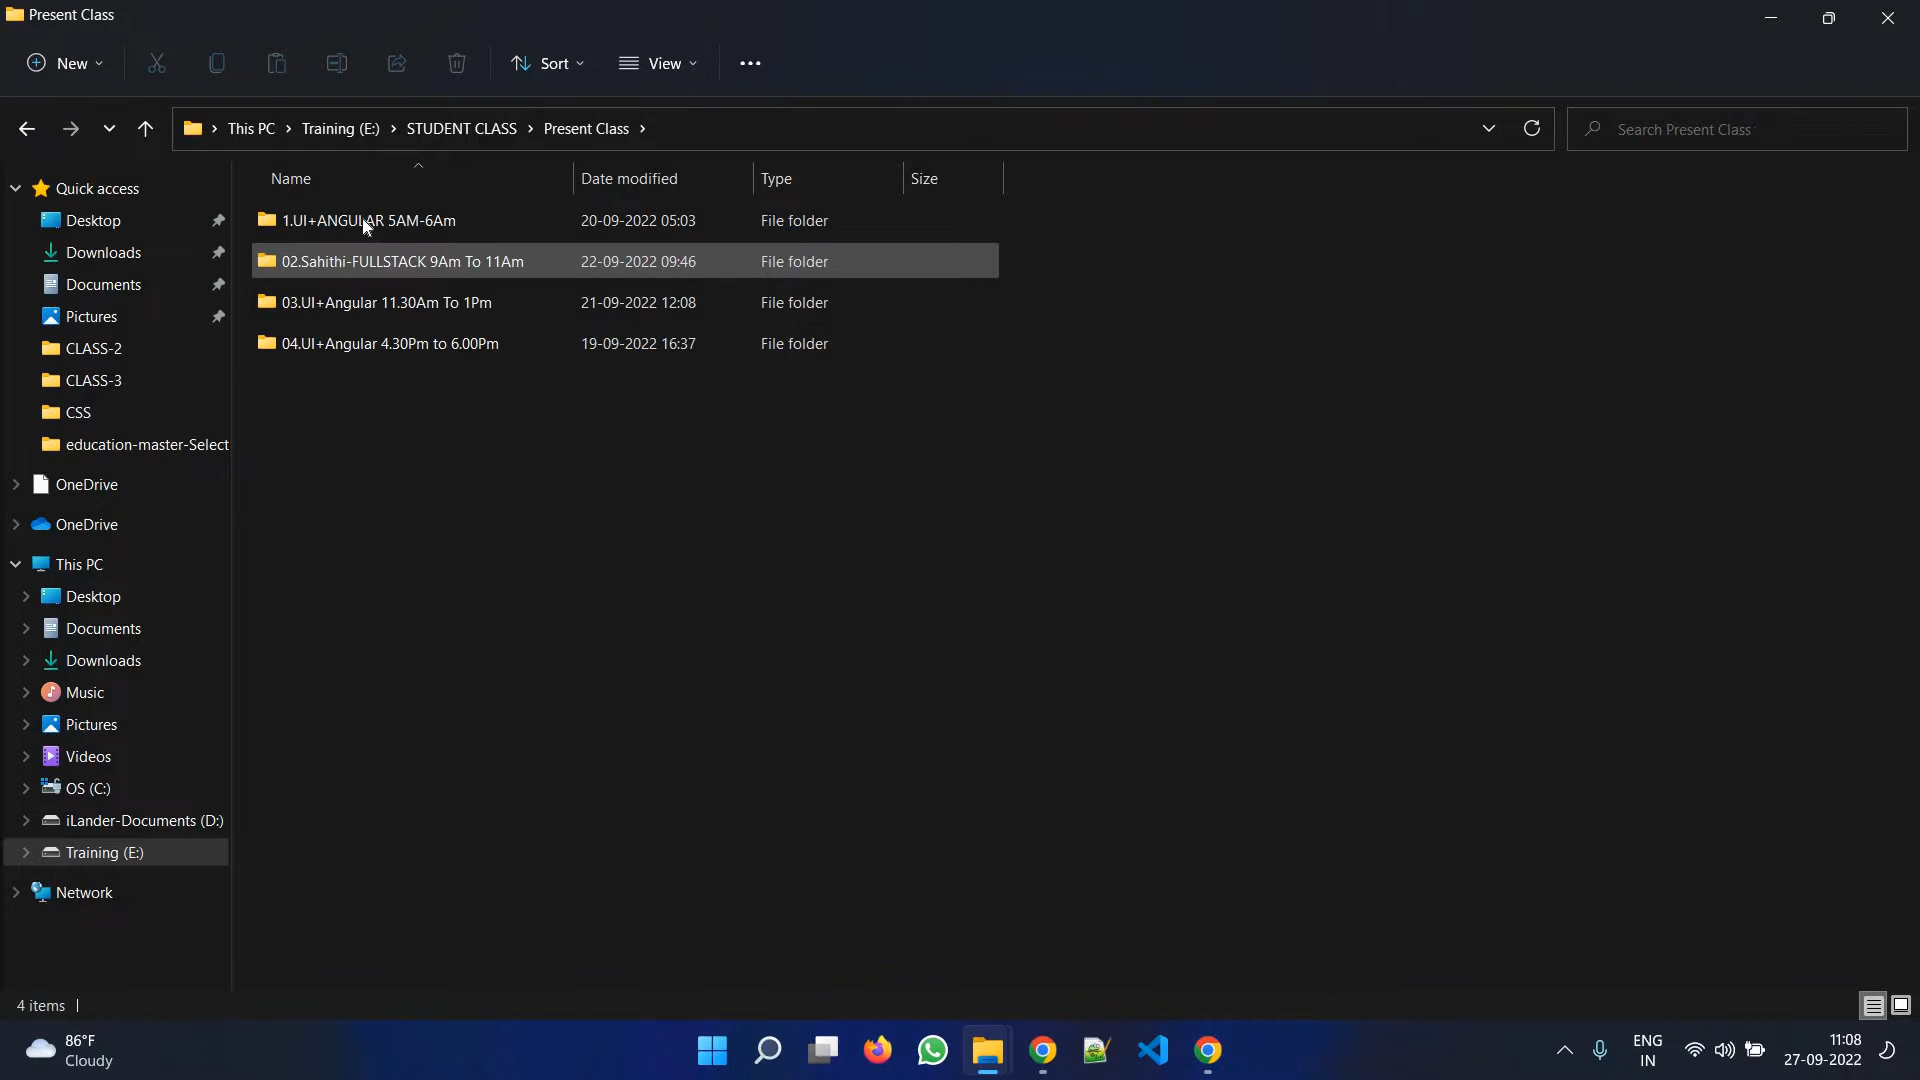 Present Class
New
Sort
View
This PC
Training (E:)
STUDENT CLASS
Present Class
Search Present Class
Name
Date modified
Type
Size
1.UI+ANGULAR 5AM-6Am 20-09-2022 05:03 File folder
02.Sahithi-FULLSTACK 9Am To 11Am 22-09-2022 09:46 File folder
03.UI+Angular 11.30Am To 1Pm 21-09-2022 12:08 File folder
04.UI+Angular 4.30Pm to 6.00Pm 19-09-2022 16:37 File folder
Quick access
Desktop
Downloads
Documents
Pictures
CLASS-2
CLASS-3
CSS
education-master-Select
OneDrive
OneDrive
This PC
Desktop
Documents
Downloads
Music
Pictures
Videos
OS (C:)
iLander-Documents (D:)
Training (E:)
Network
4 items
86°F
Cloudy
ENG
IN
11:08
27-09-2022